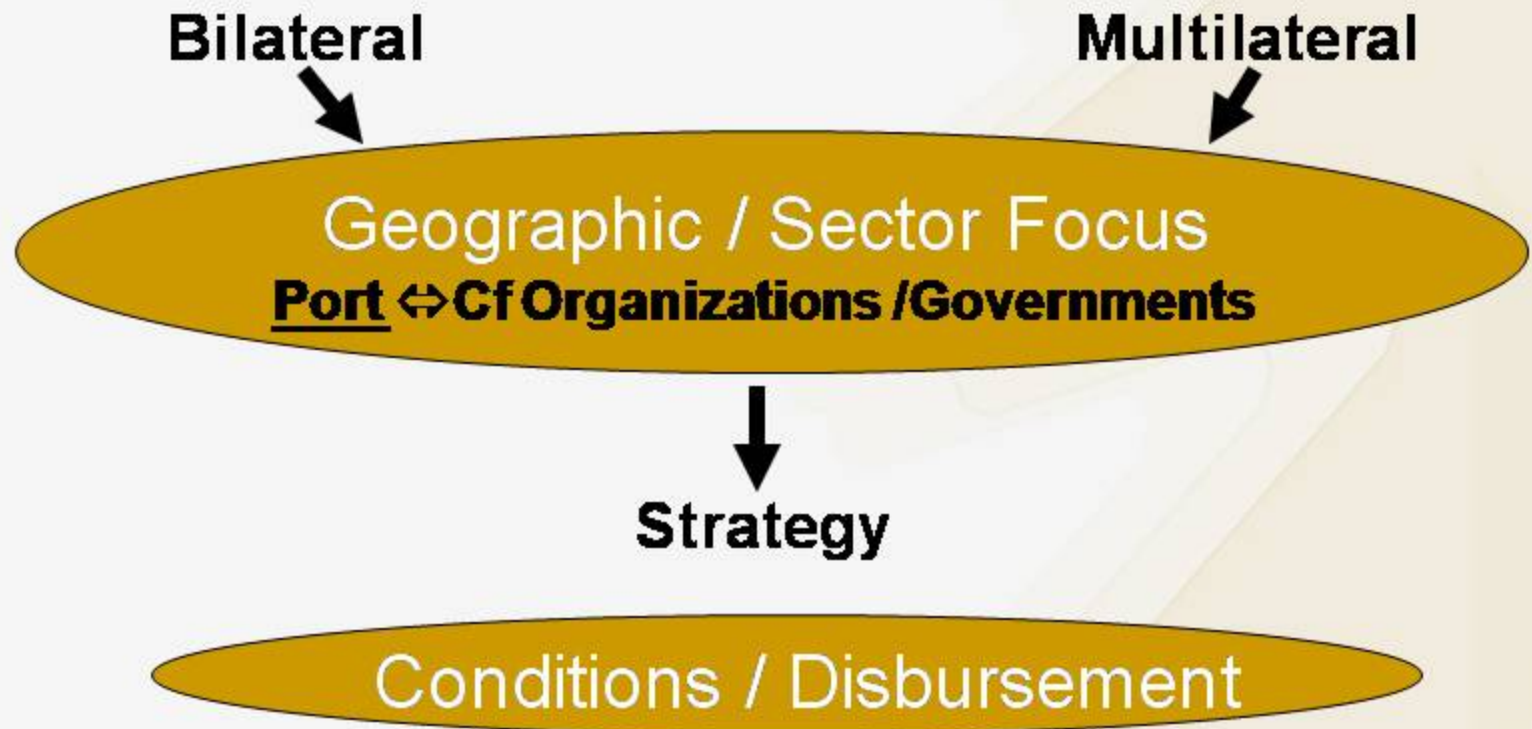 Bilateral Multilateral
Geographic / Sector Focus
Port ⇔ Cf Organizations /Governments
Strategy
Conditions / Disbursement